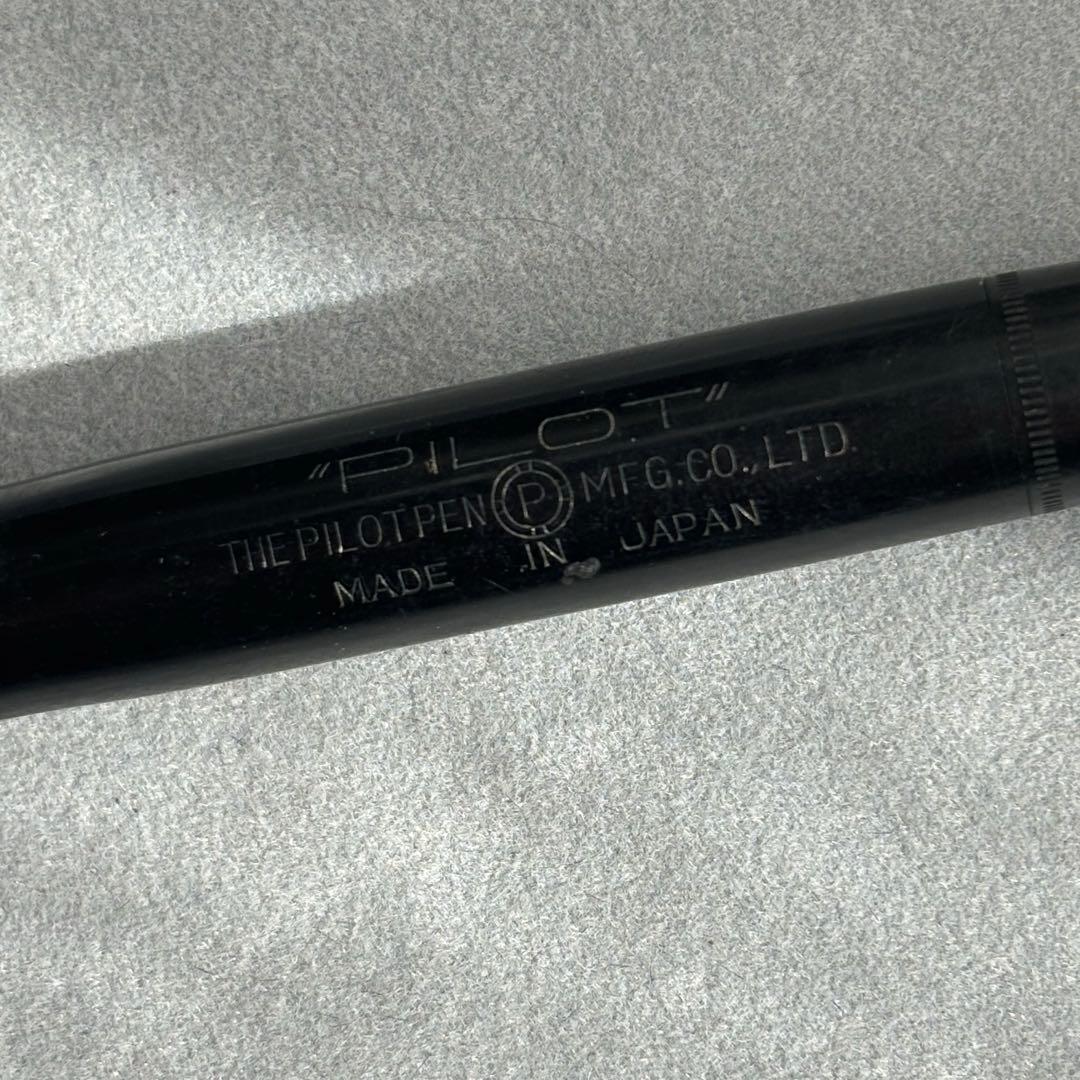 "PILOT"
THE PILOT PEN P MFG. CO., LTD.
MADE IN JAPAN